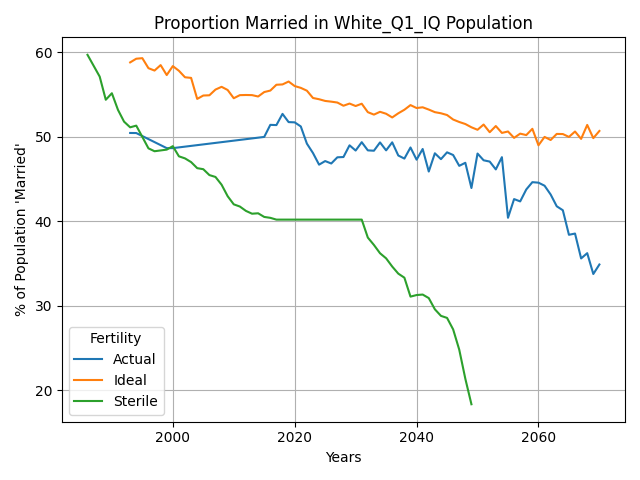 Proportion Married in White_Q1_IQ Population
% of Population 'Married'
60
50
40
30
20
Fertility
Actual
Ideal
Sterile
2000
2020
2040
2060
Years